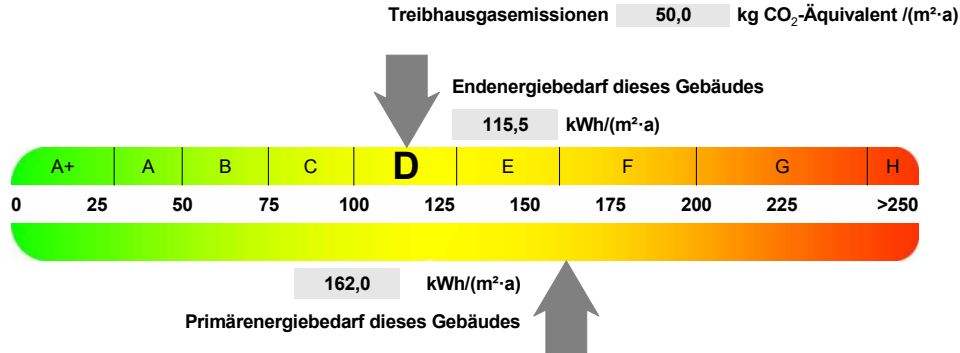 Treibhausgasemissionen 50,0 kg CO₂-Äquivalent /(m²·a)
Endenergiebedarf dieses Gebäudes
115,5 kWh/(m²·a)
A+ A B C D E F G H
0 25 50 75 100 125 150 175 200 225 >250
162,0 kWh/(m²·a)
Primärenergiebedarf dieses Gebäudes